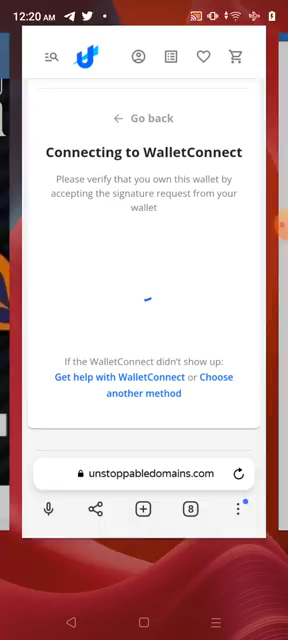 12:20 AM
Go back
Connecting to WalletConnect
Please verify that you own this wallet by
accepting the signature request from your
wallet
If the WalletConnect didn't show up:
Get help with WalletConnect or Choose
another method
unstoppabledomains.com
8